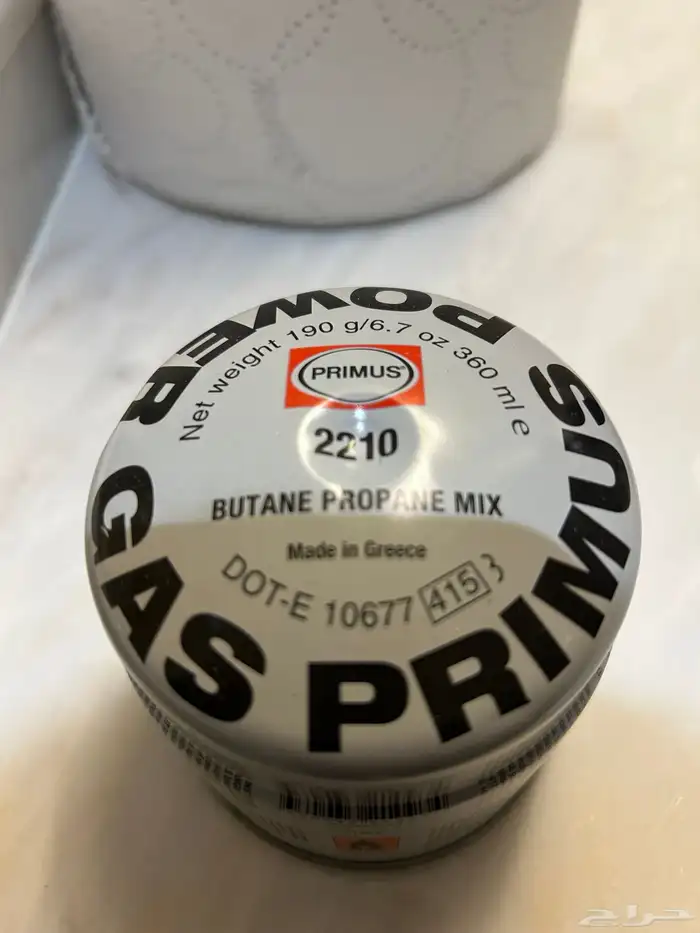 PRIMUS POWER GAS
Net weight 190 g/6.7 oz 360 ml e
PRIMUS®
2210
BUTANE PROPANE MIX
Made in Greece
DOT-E 10677 415
حراج